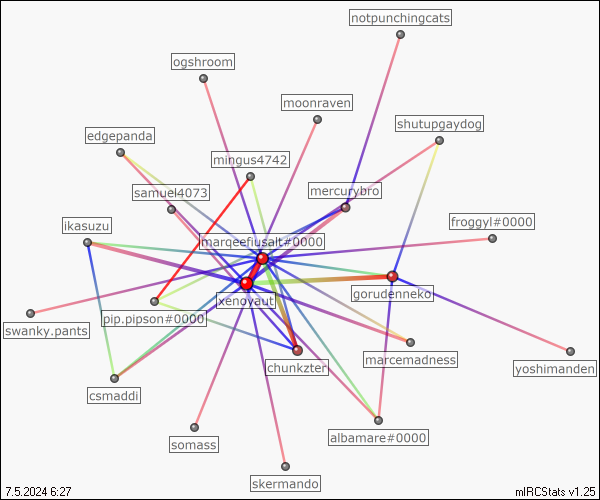 notpunchingcats
ogshroom
moonraven
shutupgaydog
edgepanda
mingus4742
samuel4073
mercurybro
ikasuzu
froggyl#0000
marqeefiusalt#0000
xenoyaut
gorudenneko
pip.pipson#0000
swanky.pants
marcemadness
chunkzter
yoshimanden
csmaddi
albamare#0000
somass
skermando
7.5.2024 6:27
mIRCStats v1.25